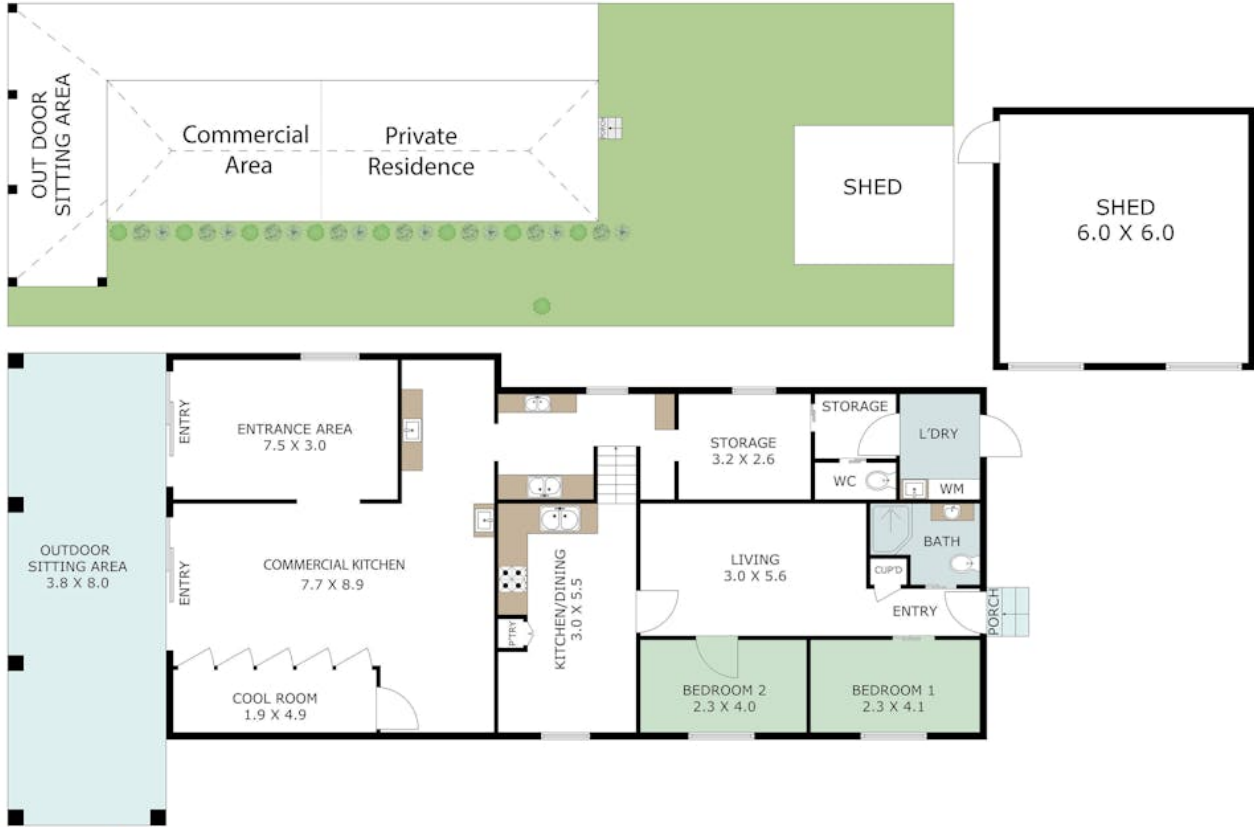 OUT DOOR
SITTING AREA
Commercial
Area
Private
Residence
PORCH
SHED
SHED
6.0 X 6.0
ENTRY
ENTRANCE AREA
7.5 X 3.0
STORAGE
STORAGE
3.2 X 2.6
L'DRY
WC
WM
OUTDOOR
SITTING AREA
3.8 X 8.0
ENTRY
COMMERCIAL KITCHEN
7.7 X 8.9
KITCHEN/DINING
3.0 X 5.5
P'TRY
LIVING
3.0 X 5.6
BATH
CUP'D
ENTRY
PORCH
COOL ROOM
1.9 X 4.9
BEDROOM 2
2.3 X 4.0
BEDROOM 1
2.3 X 4.1